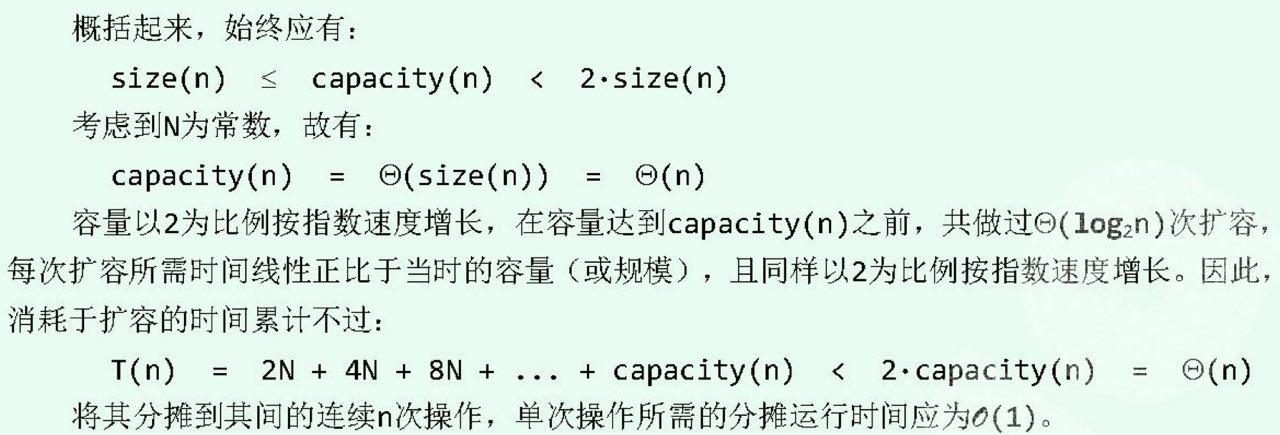 概括起来，始终应有：
size(n) ≤ capacity(n) < 2·size(n)
考虑到N为常数，故有：
capacity(n) = Θ(size(n)) = Θ(n)
容量以2为比例按指数速度增长，在容量达到capacity(n)之前，共做过Θ(log₂n)次扩容，
每次扩容所需时间线性正比于当时的容量（或规模），且同样以2为比例按指数速度增长。因此，
消耗于扩容的时间累计不过：
T(n) = 2N + 4N + 8N + ... + capacity(n) < 2·capacity(n) = Θ(n)
将其分摊到其间的连续n次操作，单次操作所需的分摊运行时间应为𝒪(1)。